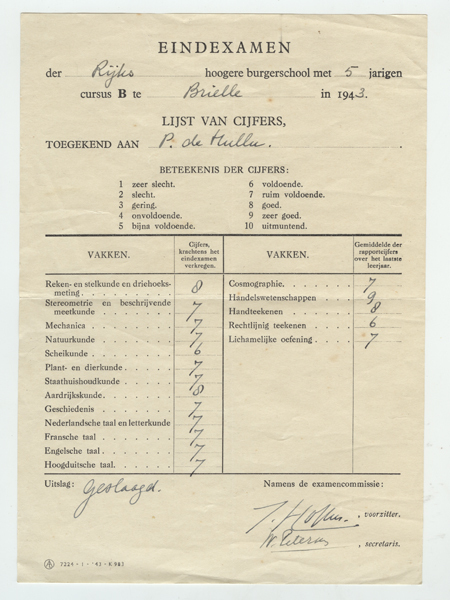 EINDEXAMEN
der Rijks hoogere burgerschool met 5 jarigen
cursus B te Brielle in 1943.
LIJST VAN CIJFERS,
TOEGEKEND AAN P. de Hullu.
BETEEKENIS DER CIJFERS:
1 zeer slecht. 6 voldoende.
2 slecht. 7 ruim voldoende.
3 gering. 8 goed.
4 onvoldoende. 9 zeer goed.
5 bijna voldoende. 10 uitmuntend.
VAKKEN. Cijfers, krachtens het eindexamen verkregen. VAKKEN. Gemiddelde der rapportcijfers over het laatste leerjaar.
Reken- en stelkunde en driehoeks-
meting 8
Stereometrie en beschrijvende
meetkunde 7
Mechanica 7
Natuurkunde 7
Scheikunde 6
Plant- en dierkunde 7
Staathuishoudkunde 7
Aardrijkskunde 8
Geschiedenis 7
Nederlandsche taal en letterkunde 7
Fransche taal 7
Engelsche taal 7
Hoogduitsche taal 7
Cosmographie 7
Handelswetenschappen 9
Handteekenen 8
Rechtlijnig teekenen 6
Lichamelijke oefening 7
Uitslag: Geslaagd.
Namens de examencommissie:
, voorzitter.
, secretaris.
7224 - I - '43 - K 983